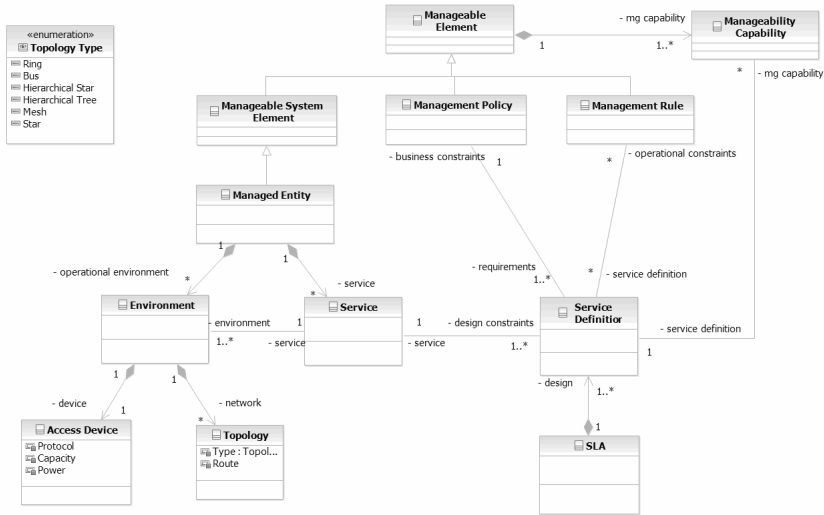 Manageable
Element
- mg capability
1
1..*
Manageability
Capability
*
- mg capability
«enumeration»
Topology Type
Ring
Bus
Hierarchical Star
Hierarchical Tree
Mesh
Star
Manageable System
Element
Management Policy
Management Rule
- business constraints
1
*
- operational constraints
Managed Entity
1
1
- operational environment
*
- service
*
- requirements
1..*
*
- service definition
Environment
Service
Service
Definition
- environment
1
1..*
- service
1
- service
- design constraints
1..*
- service definition
1
1
1
- device
1
- network
*
- design
1..*
1
Access Device
Protocol
Capacity
Power
Topology
Type : Topol...
Route
SLA